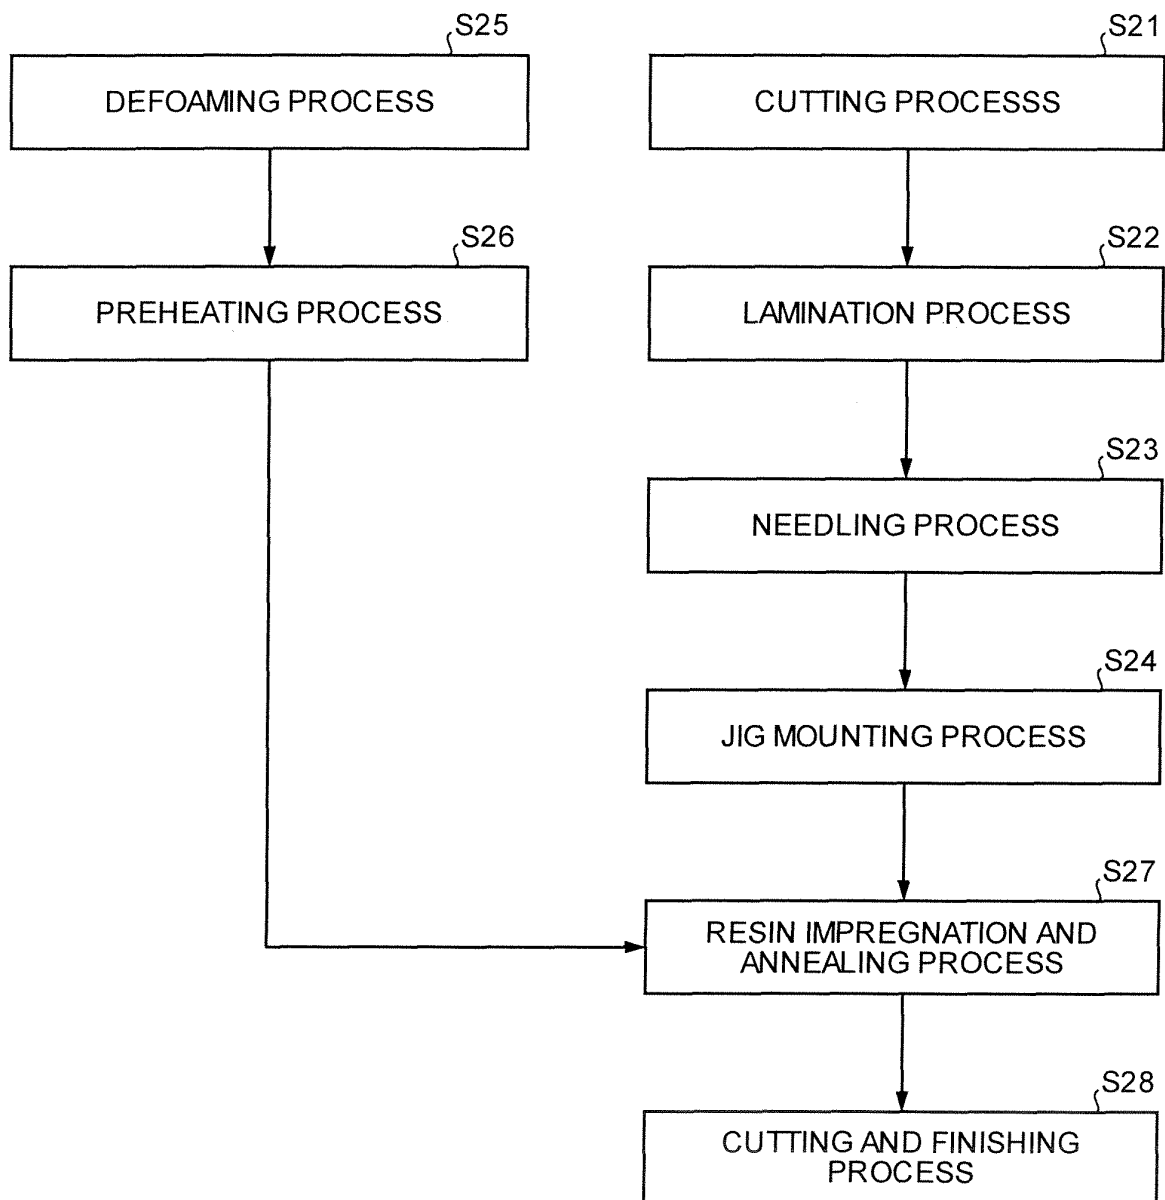 S25
DEFOAMING PROCESS
S26
PREHEATING PROCESS
S21
CUTTING PROCESSS
S22
LAMINATION PROCESS
S23
NEEDLING PROCESS
S24
JIG MOUNTING PROCESS
S27
RESIN IMPREGNATION AND
ANNEALING PROCESS
S28
CUTTING AND FINISHING
PROCESS